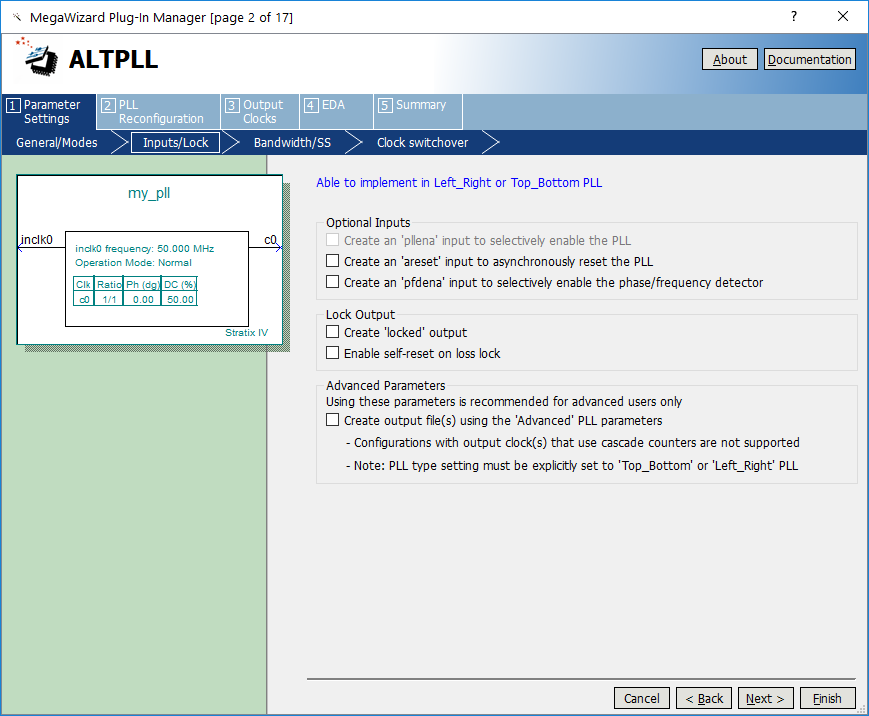 MegaWizard Plug-In Manager [page 2 of 17]
?
ALTPLL
About
Documentation
1 Parameter Settings
2 PLL Reconfiguration
3 Output Clocks
4 EDA
5 Summary
General/Modes
Inputs/Lock
Bandwidth/SS
Clock switchover
my_pll
inclk0
c0
inclk0 frequency: 50.000 MHz
Operation Mode: Normal
Clk Ratio Ph (dg) DC (%)
c0 1/1 0.00 50.00
Stratix IV
Able to implement in Left_Right or Top_Bottom PLL
Optional Inputs
Create an 'pllena' input to selectively enable the PLL
Create an 'areset' input to asynchronously reset the PLL
Create an 'pfdena' input to selectively enable the phase/frequency detector
Lock Output
Create 'locked' output
Enable self-reset on loss lock
Advanced Parameters
Using these parameters is recommended for advanced users only
Create output file(s) using the 'Advanced' PLL parameters
- Configurations with output clock(s) that use cascade counters are not supported
- Note: PLL type setting must be explicitly set to 'Top_Bottom' or 'Left_Right' PLL
Cancel
< Back
Next >
Finish